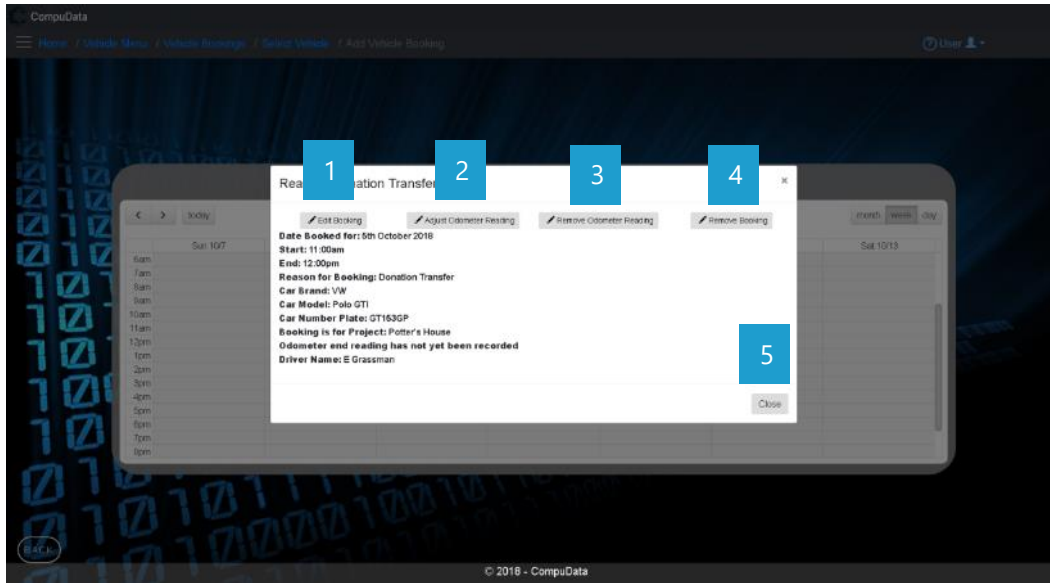 CompuData
Home / Vehicle Menu / Vehicle Bookings / Select Vehicle / Add Vehicle Booking
User
1
2
3
4
Donation Transfer
×
Edit Booking
Adjust Odometer Reading
Remove Odometer Reading
Remove Booking
< > today
month week day
Sun 10/7
Sat 10/13
Date Booked for: 5th October 2018
Start: 11:00am
End: 12:00pm
Reason for Booking: Donation Transfer
Car Brand: VW
Car Model: Polo GTI
Car Number Plate: GT153GP
Booking is for Project: Potter's House
Odometer end reading has not yet been recorded
Driver Name: E Grassman
5
Close
6am
7am
8am
9am
10am
11am
12pm
1pm
2pm
3pm
4pm
5pm
6pm
7pm
8pm
BACK
© 2018 - CompuData